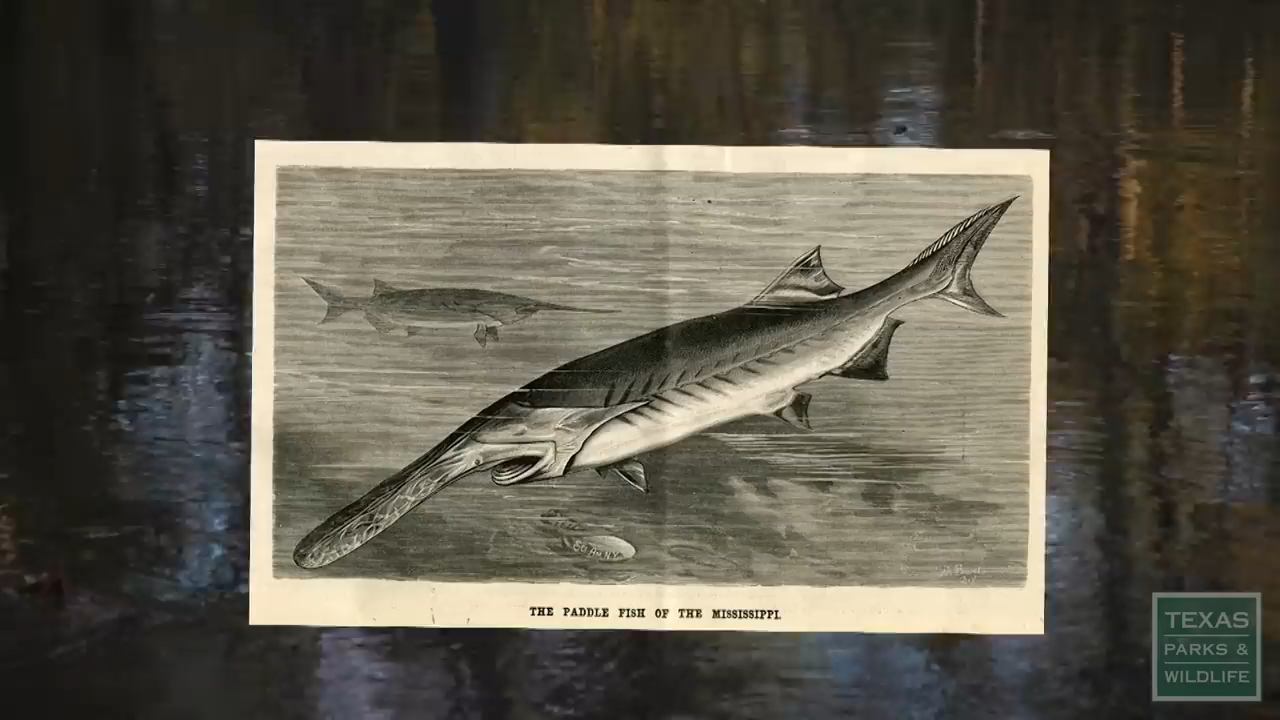 THE PADDLE FISH OF THE MISSISSIPPI.
TEXAS
PARKS &
WILDLIFE